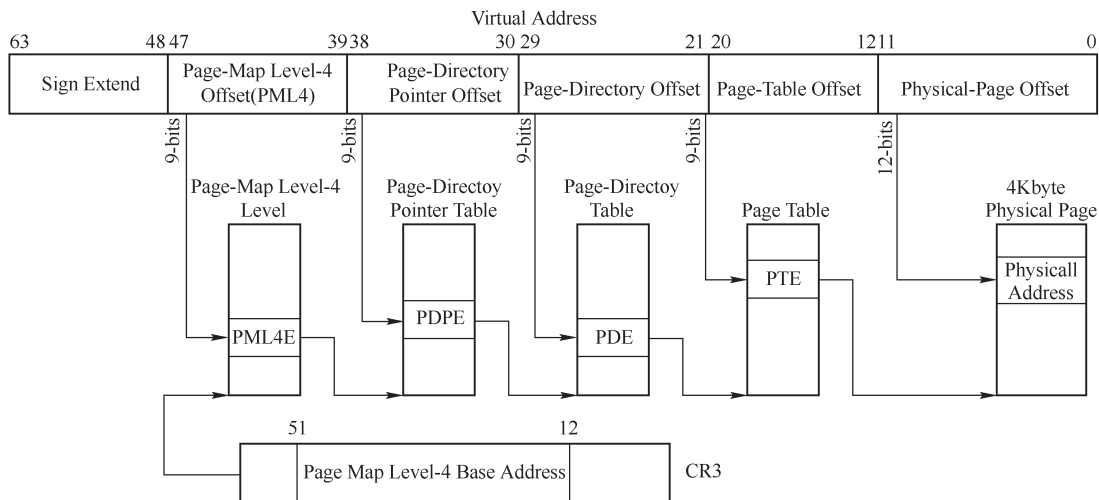 Virtual Address
63 48 47 39 38 30 29 21 20 12 11 0
Sign Extend
Page-Map Level-4
Offset(PML4)
Page-Directory
Pointer Offset
Page-Directory Offset
Page-Table Offset
Physical-Page Offset
9-bits
9-bits
9-bits
9-bits
12-bits
Page-Map Level-4
Level
Page-Directoy
Pointer Table
Page-Directoy
Table
Page Table
4Kbyte
Physical Page
PML4E
PDPE
PDE
PTE
Physicall
Address
51 12
Page Map Level-4 Base Address
CR3